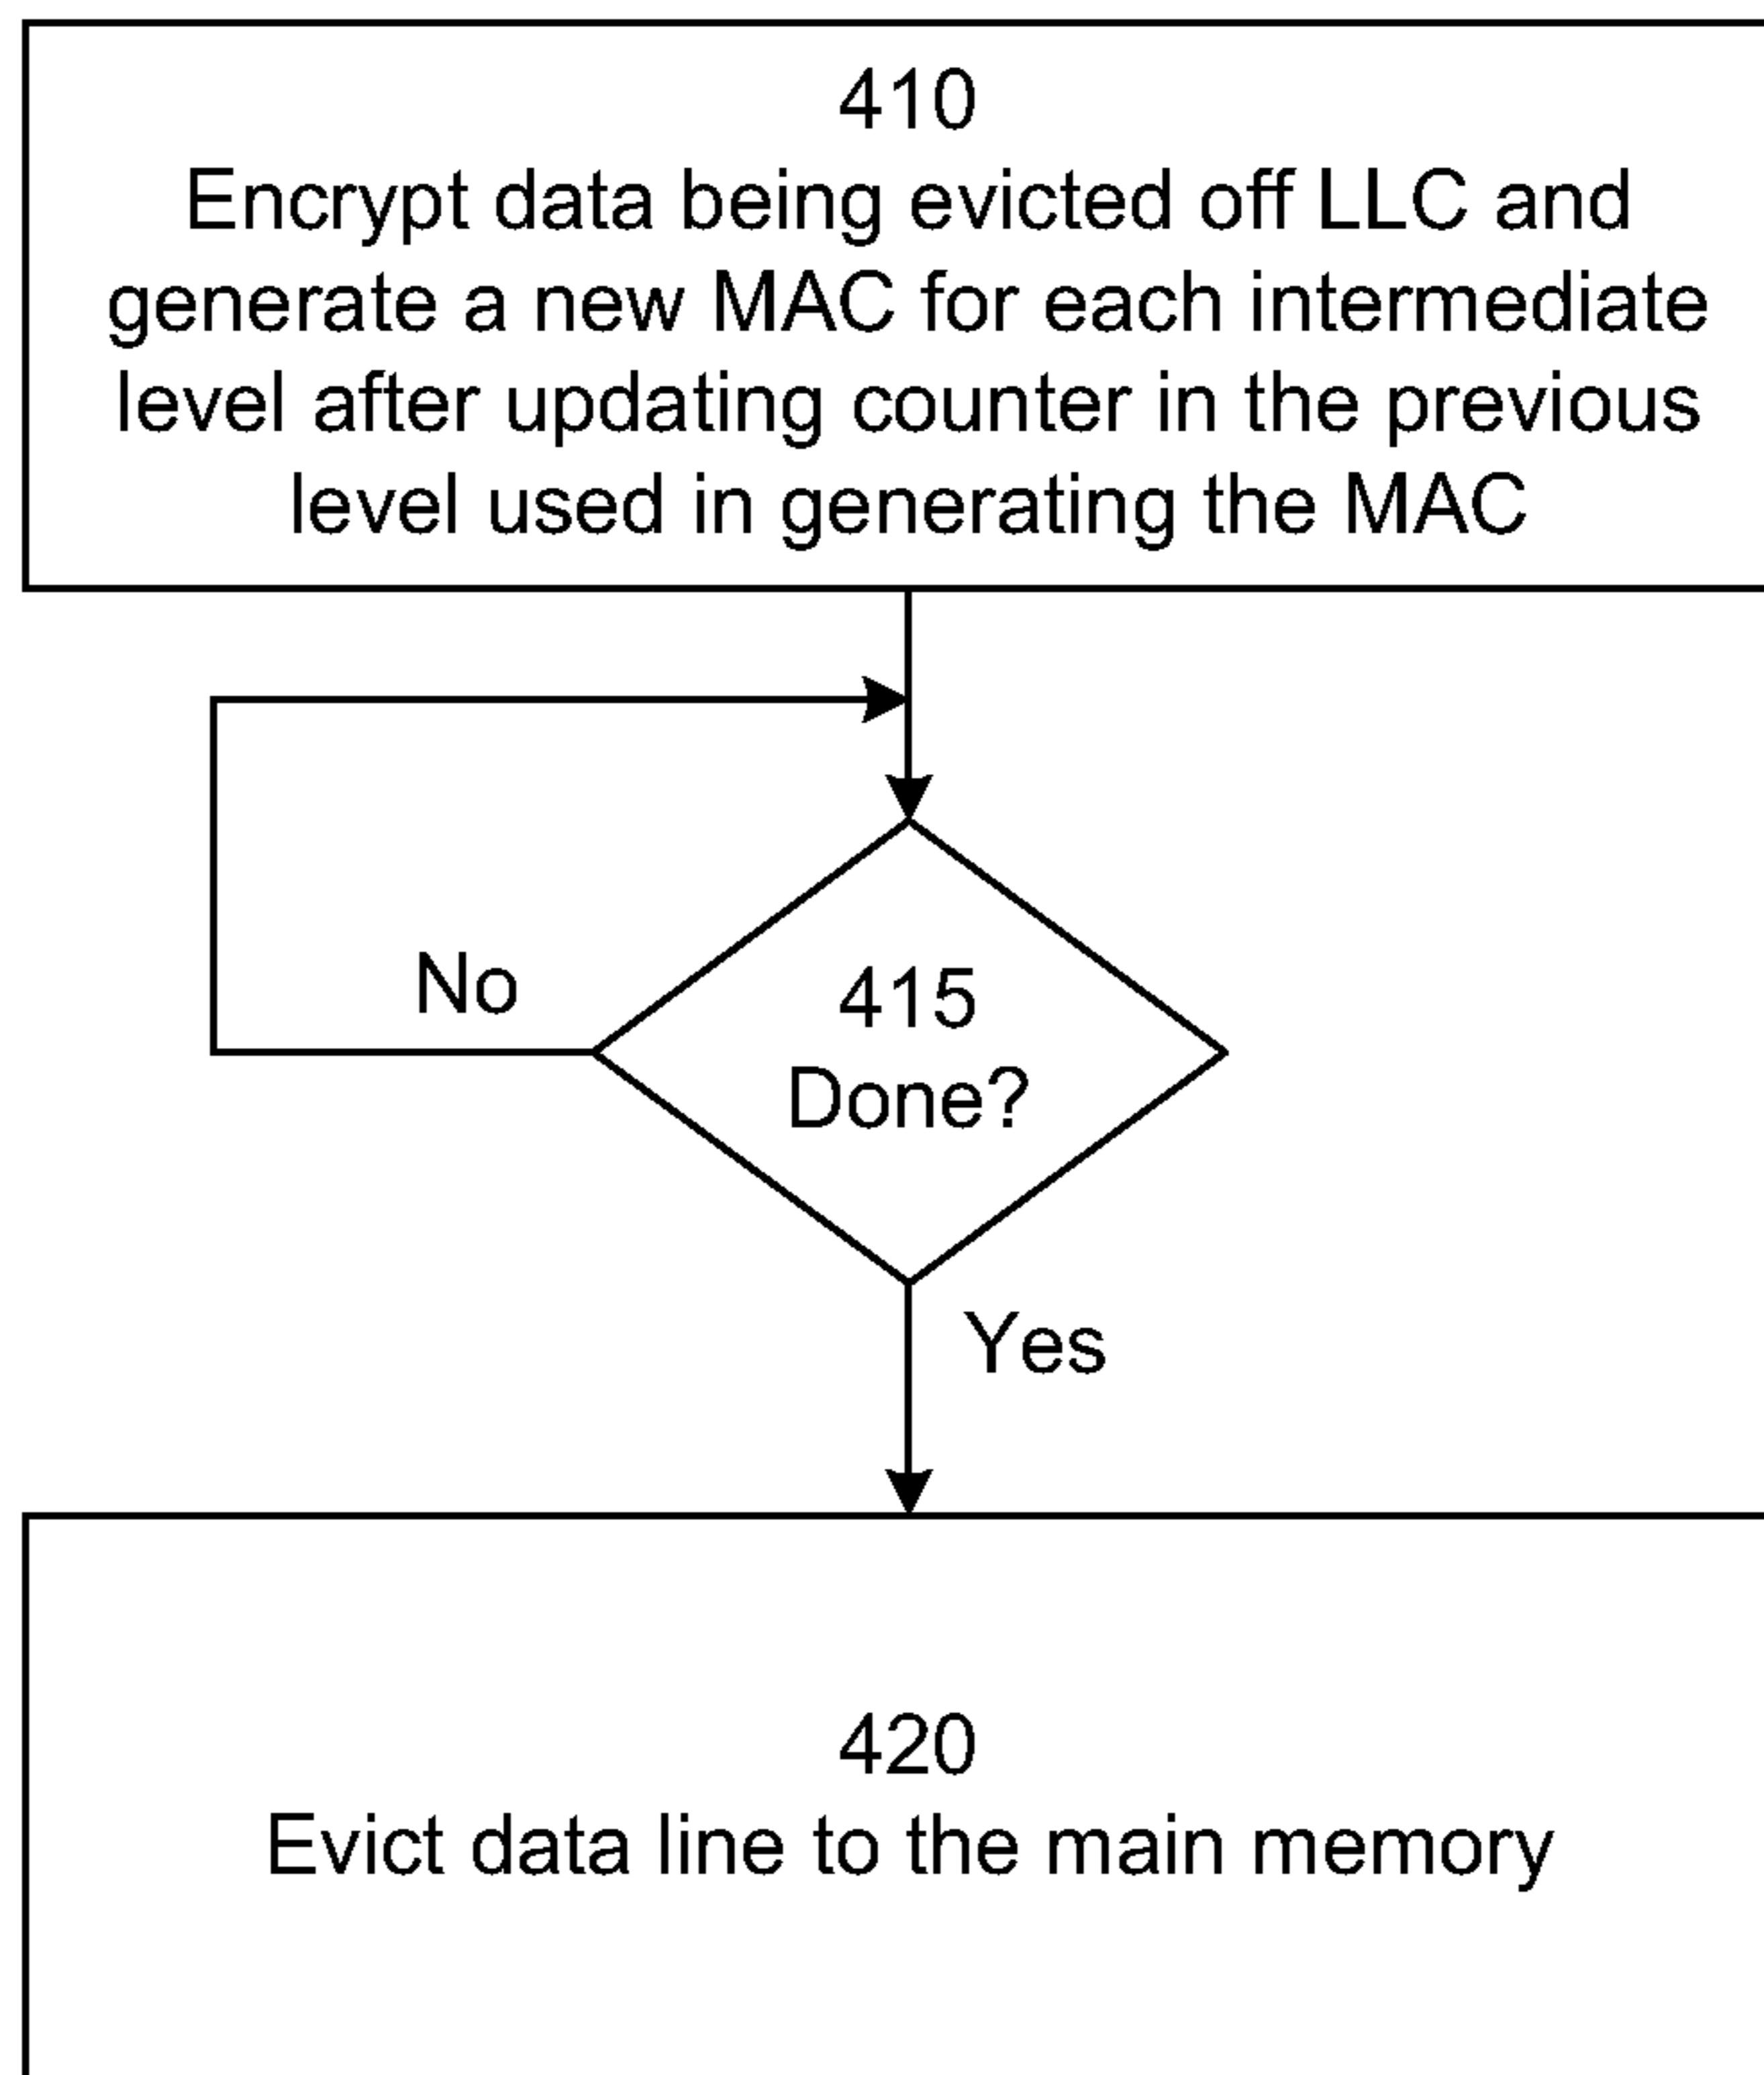 410
Encrypt data being evicted off LLC and
generate a new MAC for each intermediate
level after updating counter in the previous
level used in generating the MAC
No
415
Done?
Yes
420
Evict data line to the main memory